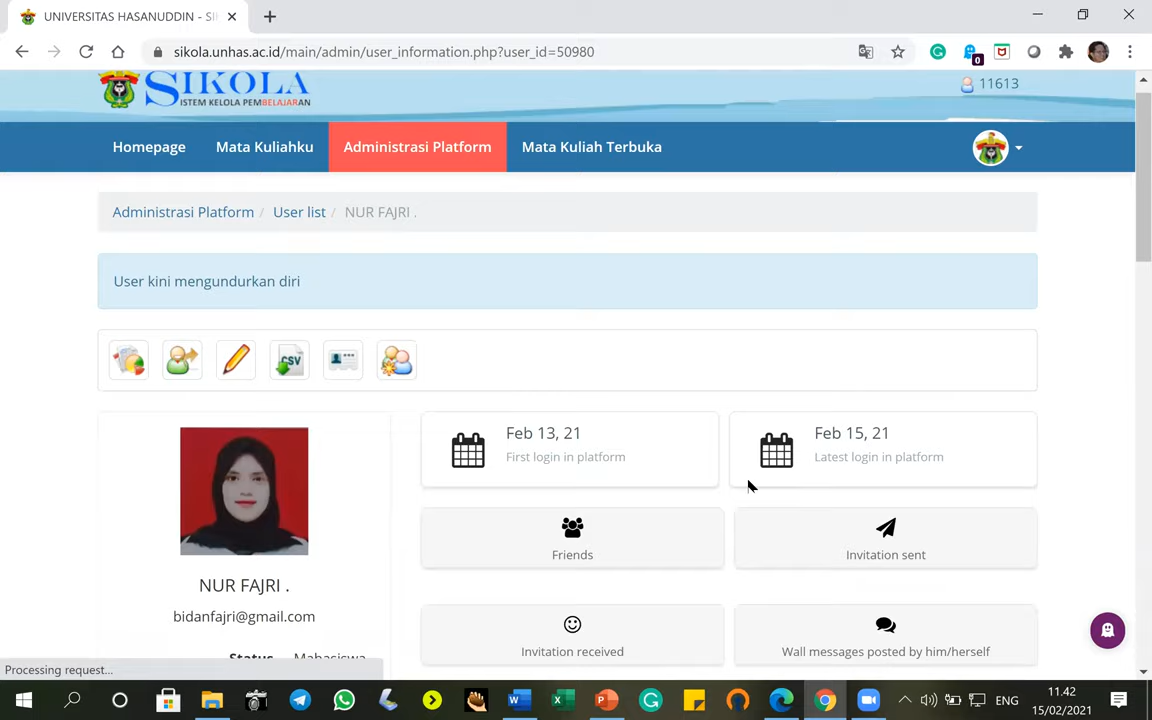 UNIVERSITAS HASANUDDIN - SI
sikola.unhas.ac.id/main/admin/user_information.php?user_id=50980
0
SIKOLA
ISTEM KELOLA PEMBELAJARAN
11613
Homepage Mata Kuliahku Administrasi Platform Mata Kuliah Terbuka
Administrasi Platform / User list / NUR FAJRI .
User kini mengundurkan diri
CSV
Feb 13, 21
First login in platform
Feb 15, 21
Latest login in platform
Friends
Invitation sent
NUR FAJRI .
bidanfajri@gmail.com
Invitation received
Wall messages posted by him/herself
Status Mahasiswa
Processing request...
ENG
11.42
15/02/2021